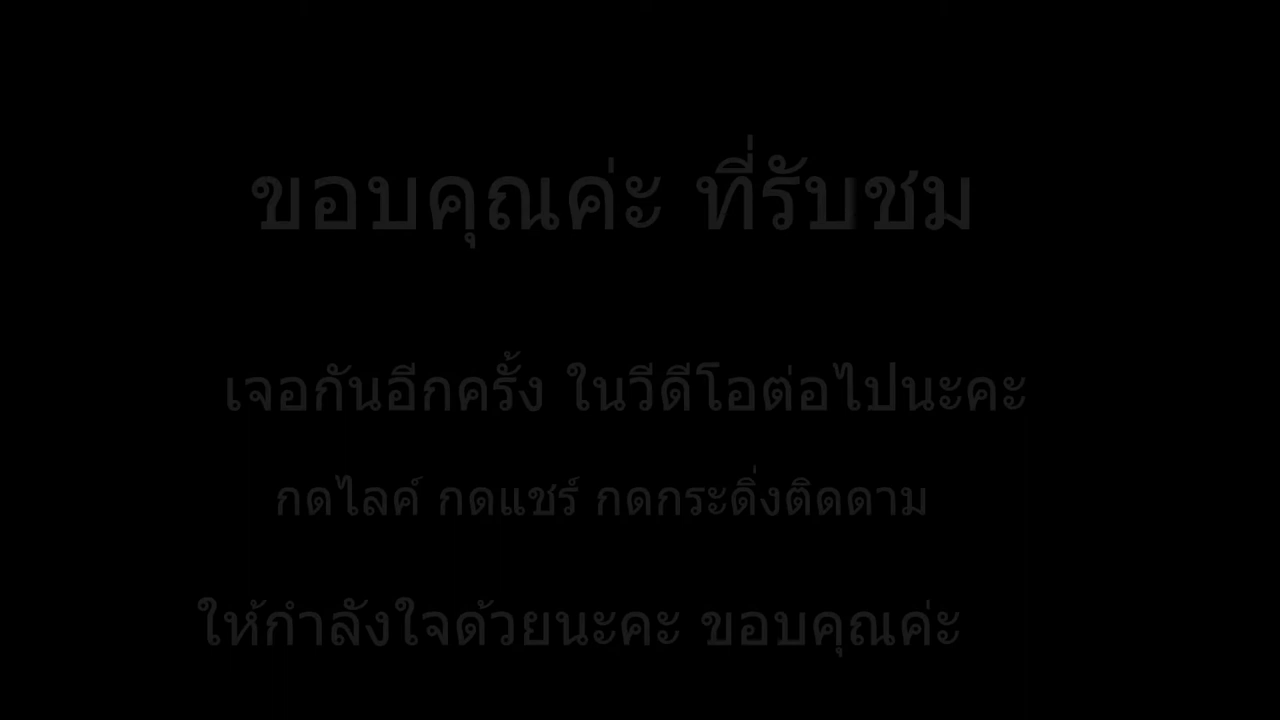 ขอบคุณค่ะ ที่รับชม
เจอกันอีกครั้ง ในวีดีโอต่อไปนะคะ
กดไลค์ กดแชร์ กดกระดิ่งติดดาม
ให้กำลังใจด้วยนะคะ ขอบคุณค่ะ